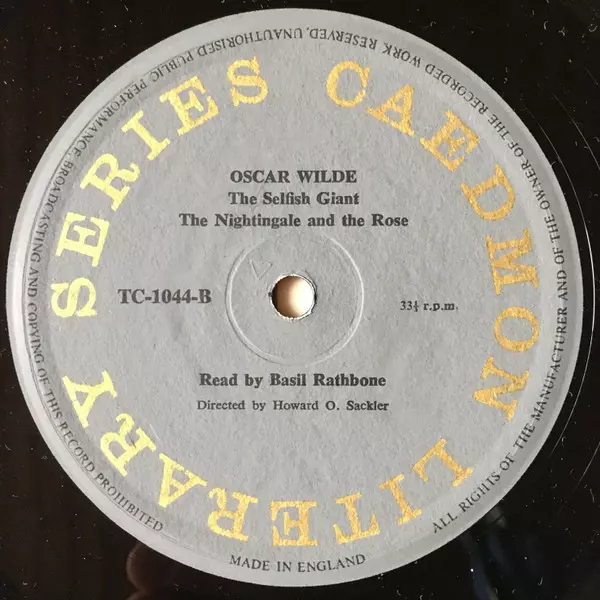 CAEDMON LITERARY SERIES
OSCAR WILDE
The Selfish Giant
The Nightingale and the Rose
TC-1044-B
33⅓ r.p.m.
Read by Basil Rathbone
Directed by Howard O. Sackler
ALL RIGHTS OF THE MANUFACTURER AND OF THE OWNER OF THE RECORDED WORK RESERVED. UNAUTHORISED PUBLIC PERFORMANCE BROADCASTING AND COPYING OF THIS RECORD PROHIBITED
MADE IN ENGLAND